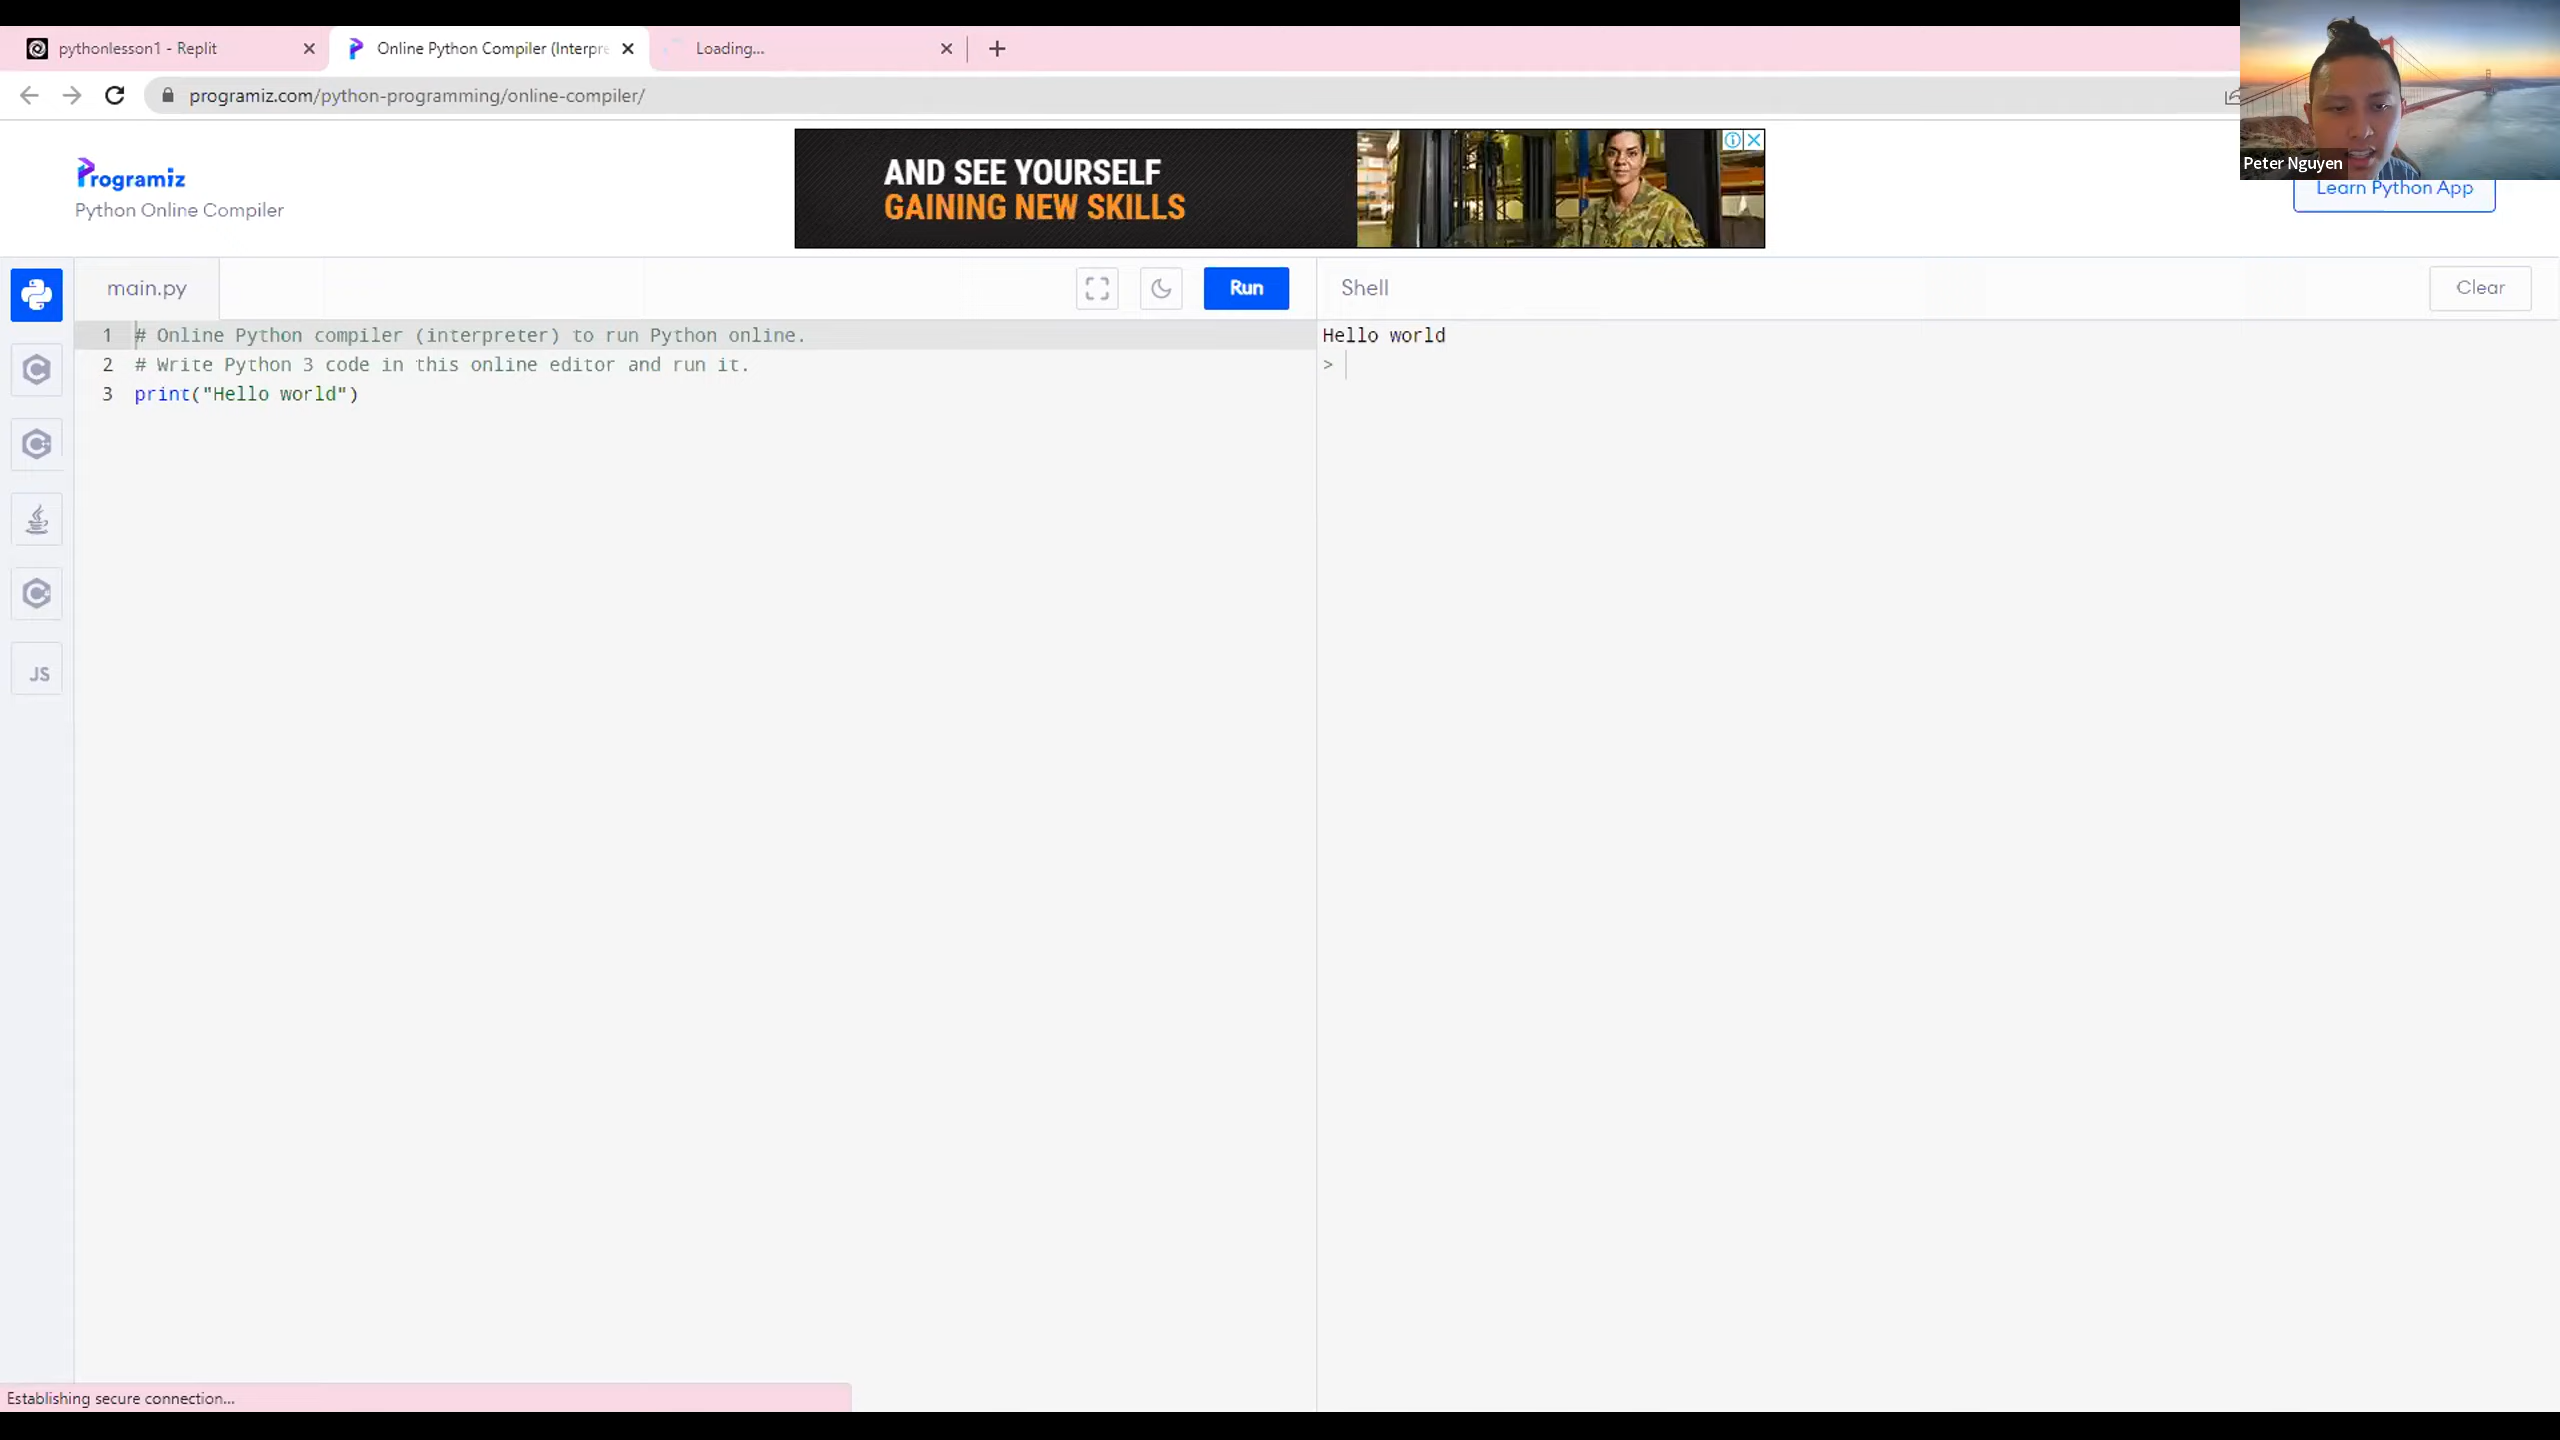 pythonlesson1 - Replit
Online Python Compiler (Interpre
Loading...
programiz.com/python-programming/online-compiler/
Programiz
Python Online Compiler
AND SEE YOURSELF
GAINING NEW SKILLS
Peter Nguyen
Learn Python App
main.py
Run
Shell
Clear
1 # Online Python compiler (interpreter) to run Python online.
2 # Write Python 3 code in this online editor and run it.
3 print("Hello world")
Hello world
>
JS
Establishing secure connection...